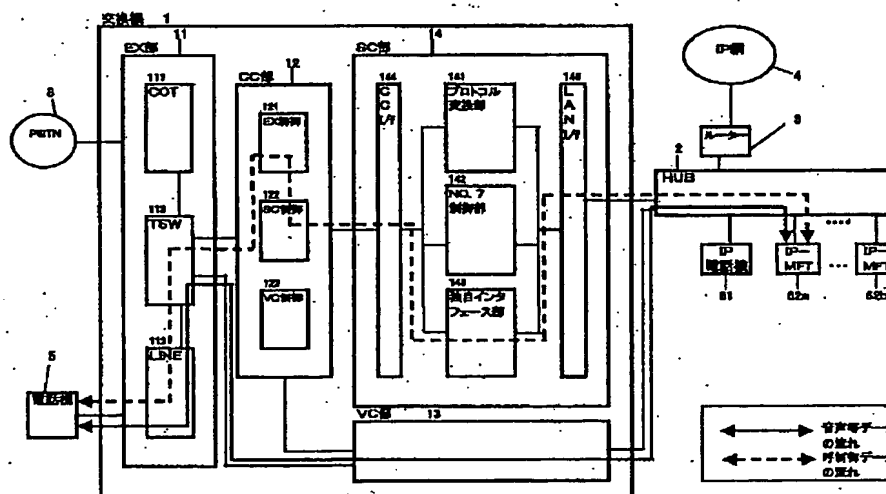 交換機 1
11
EX部
111
COT
113
TSW
113
LINE
8
PSTN
5
電話機
12
CC部
121
EX制御
122
SC制御
123
VC制御
14
SC部
144
CC I/F
141
プロトコル
変換部
142
NO. 7
制御部
143
独自インタ
フェース部
145
LAN I/F
VC部 13
IP網
4
ルーター
3
2
HUB
IP
電話機
61
IP-
MFT
62a
...
IP-
MFT
62b
音声等デー
の流れ
呼制御デー
の流れ